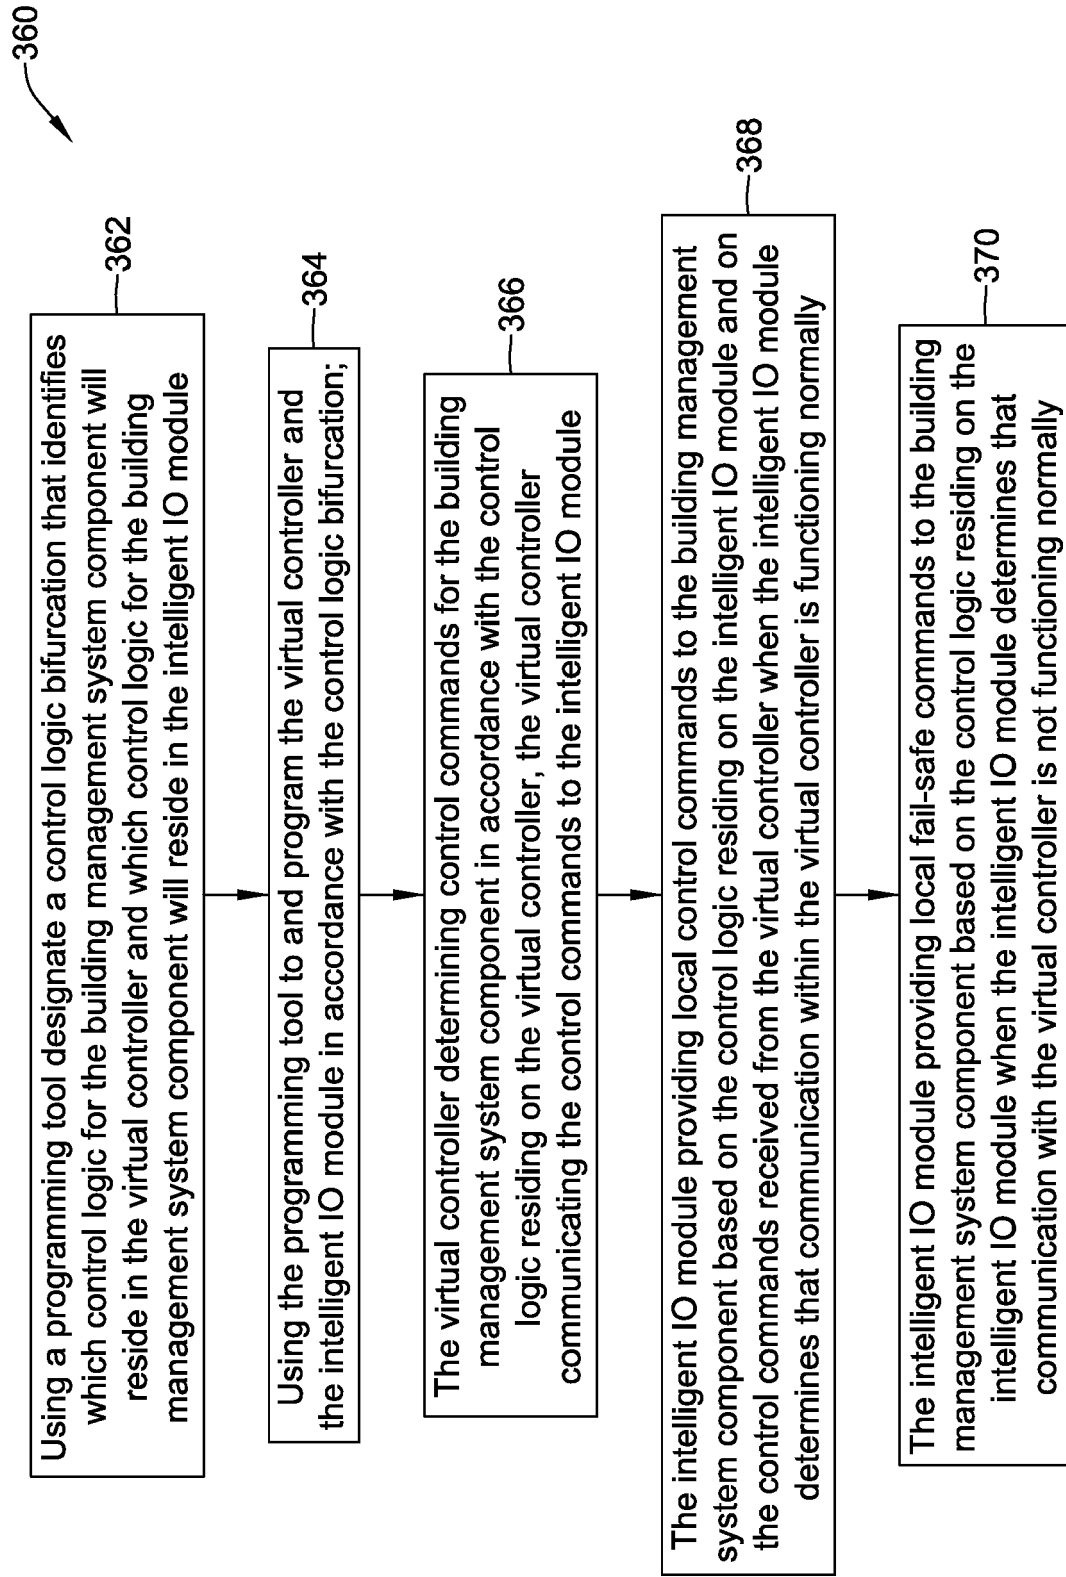 360
Using a programming tool designate a control logic bifurcation that identifies
which control logic for the building management system component will
reside in the virtual controller and which control logic for the building
management system component will reside in the intelligent IO module
362
Using the programming tool to and program the virtual controller and
the intelligent IO module in accordance with the control logic bifurcation;
364
The virtual controller determining control commands for the building
management system component in accordance with the control
logic residing on the virtual controller, the virtual controller
communicating the control commands to the intelligent IO module
366
The intelligent IO module providing local control commands to the building management
system component based on the control logic residing on the intelligent IO module and on
the control commands received from the virtual controller when the intelligent IO module
determines that communication within the virtual controller is functioning normally
368
The intelligent IO module providing local fail-safe commands to the building
management system component based on the control logic residing on the
intelligent IO module when the intelligent IO module determines that
communication with the virtual controller is not functioning normally
370